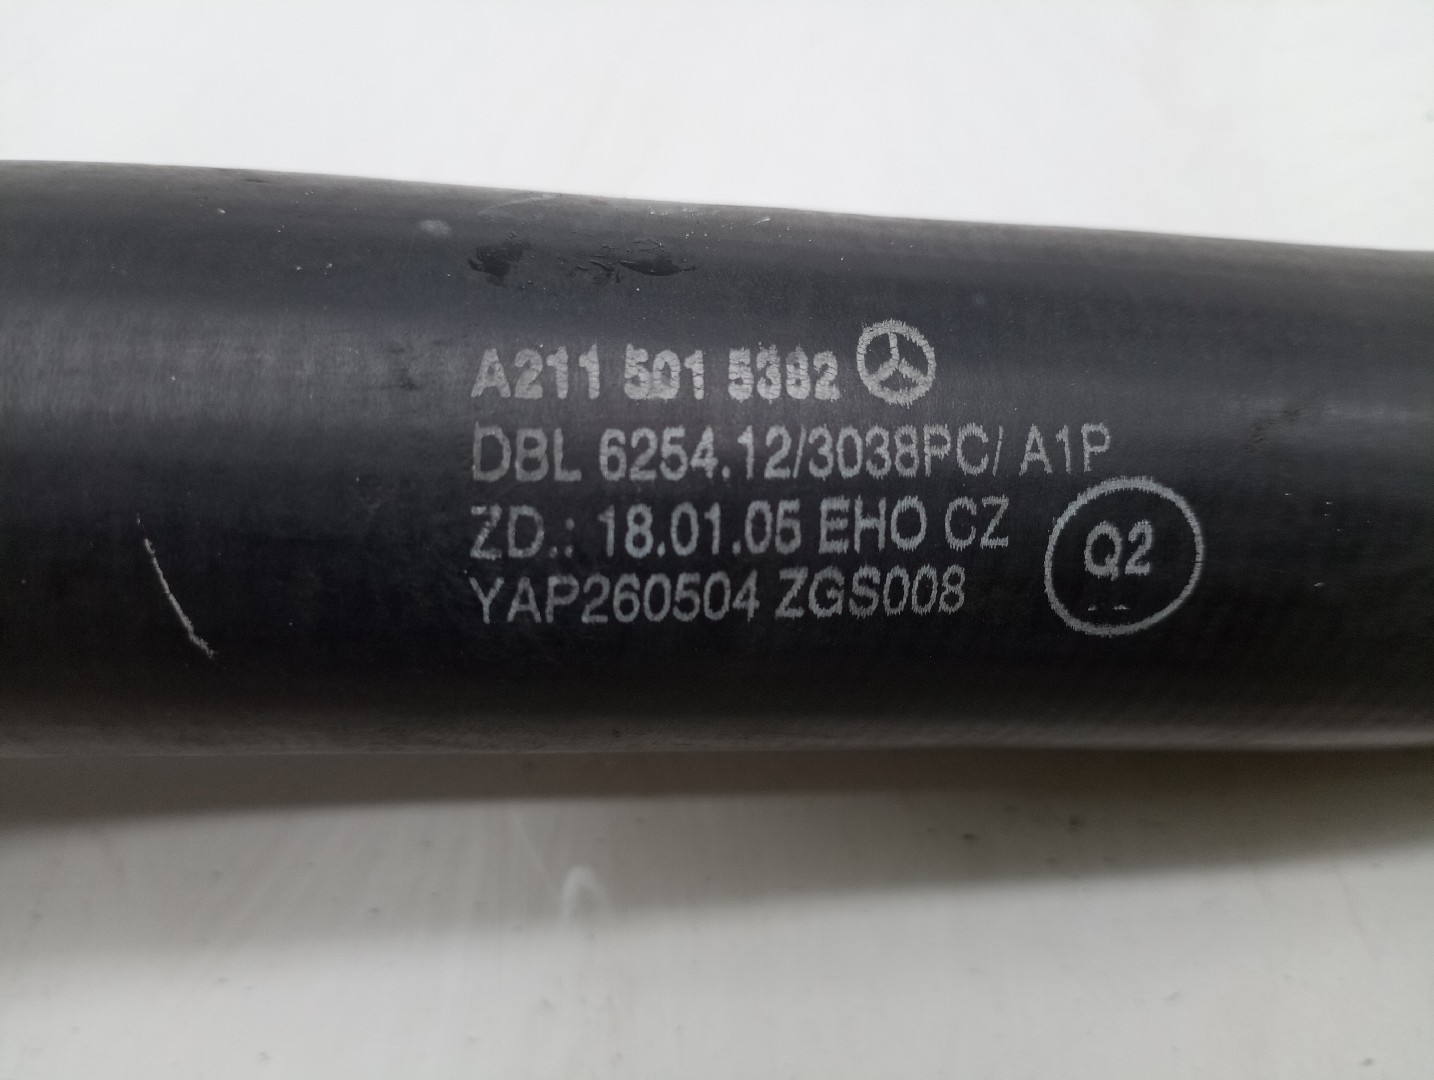 A211 501 5382
DBL 6254.12/3038PC/ A1P
ZD.: 18.01.05 EHO CZ
YAP260504 ZGS008
Q2